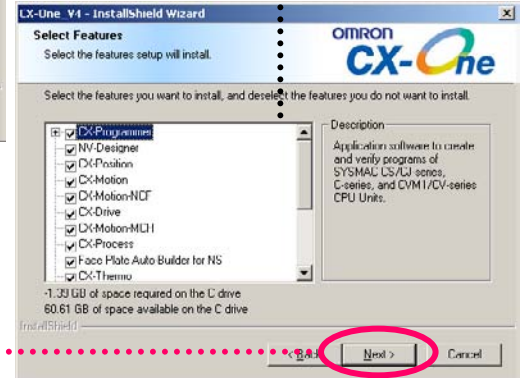 CX-One_V4 - InstallShield Wizard
Select Features
Select the features setup will install.
OMRON
CX-One
Select the features you want to install, and deselect the features you do not want to install.
CX-Programmer
NV-Designer
CX-Position
CX-Motion
CX-Motion-NCF
CX-Drive
CX-Motion-MCH
CX-Process
Face Plate Auto Builder for NS
CX-Thermo
Description
Application software to create
and verify programs of
SYSMAC CS/CJ series,
C-series, and CVM1/CV-series
CPU Units.
-1.39 GB of space required on the C drive
60.61 GB of space available on the C drive
InstallShield
< Back
Next >
Cancel